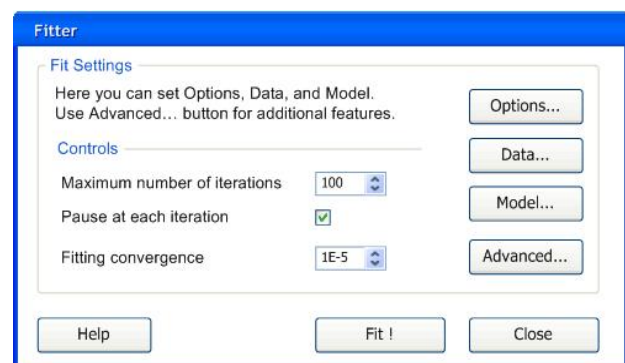 Fitter
Fit Settings
Here you can set Options, Data, and Model.
Use Advanced... button for additional features.
Options...
Controls
Data...
Maximum number of iterations 100
Model...
Pause at each iteration
Fitting convergence 1E-5
Advanced...
Help Fit ! Close